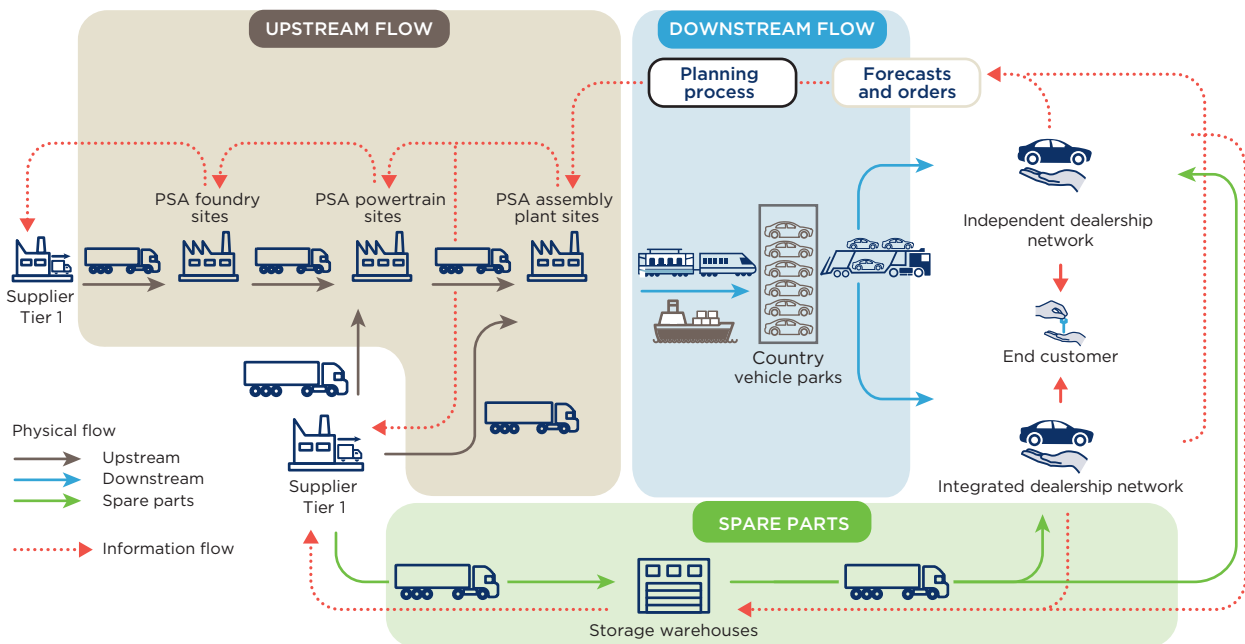 UPSTREAM FLOW
DOWNSTREAM FLOW
Planning
process
Forecasts
and orders
PSA foundry
sites
PSA powertrain
sites
PSA assembly
plant sites
Supplier
Tier 1
Country
vehicle parks
Independent dealership
network
End customer
Integrated dealership network
Supplier
Tier 1
Physical flow
Upstream
Downstream
Spare parts
Information flow
SPARE PARTS
Storage warehouses